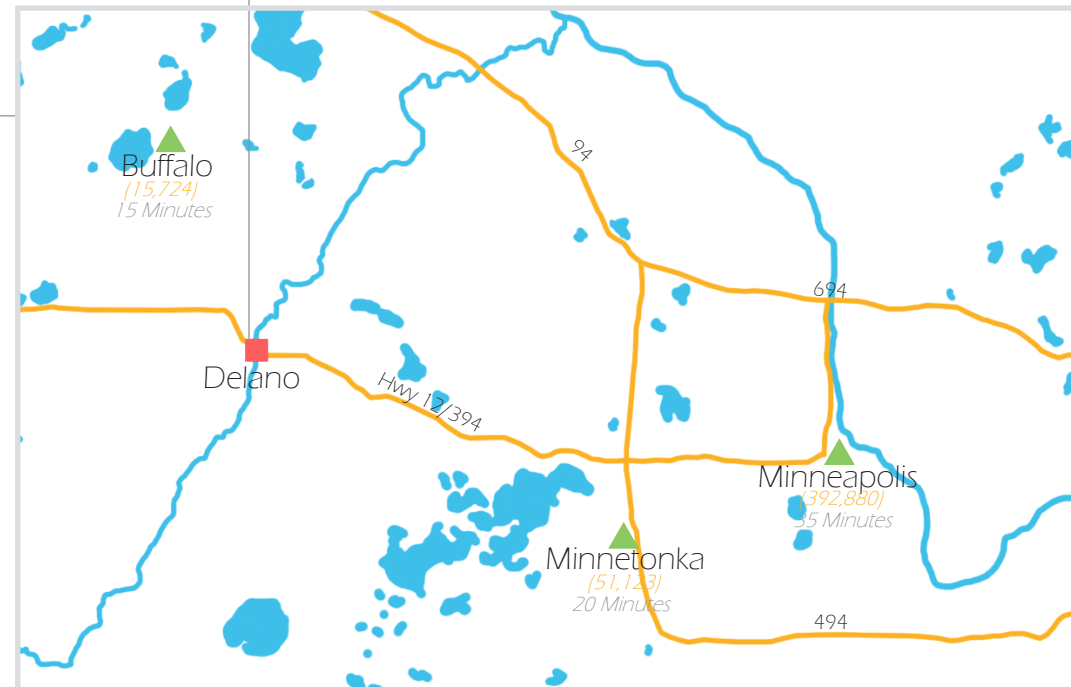 94
Buffalo
(15,724)
15 Minutes
694
Delano
Hwy 12/394
Minneapolis
(392,880)
35 Minutes
Minnetonka
(51,123)
20 Minutes
494